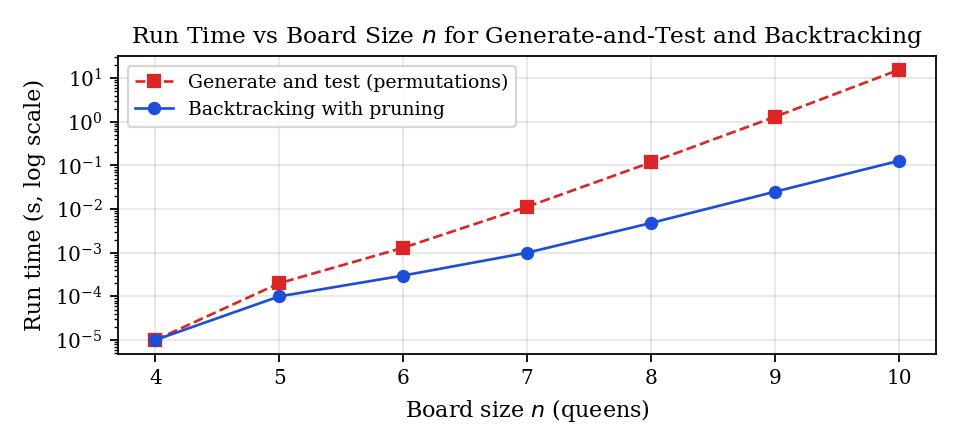 Run Time vs Board Size n for Generate-and-Test and Backtracking
Run time (s, log scale)
10¹
10⁰
10⁻¹
10⁻²
10⁻³
10⁻⁴
10⁻⁵
Generate and test (permutations)
Backtracking with pruning
4 5 6 7 8 9 10
Board size n (queens)